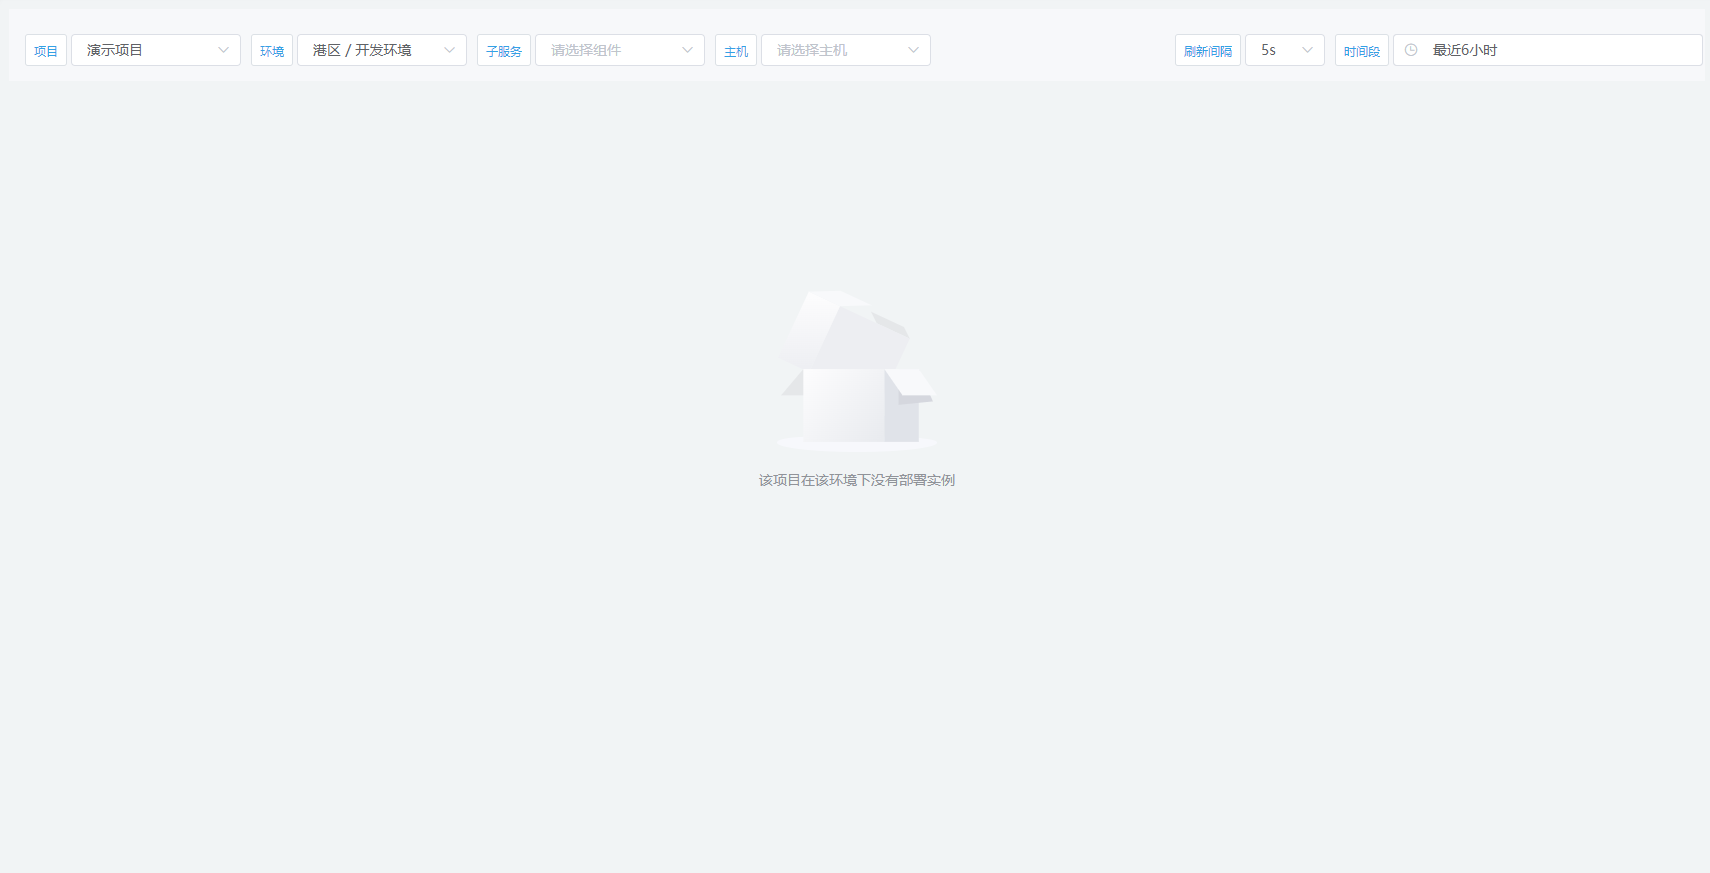 项目 演示项目 环境 港区 / 开发环境 子服务 请选择组件 主机 请选择主机 刷新间隔 5s 时间段 最近6小时
该项目在该环境下没有部署实例